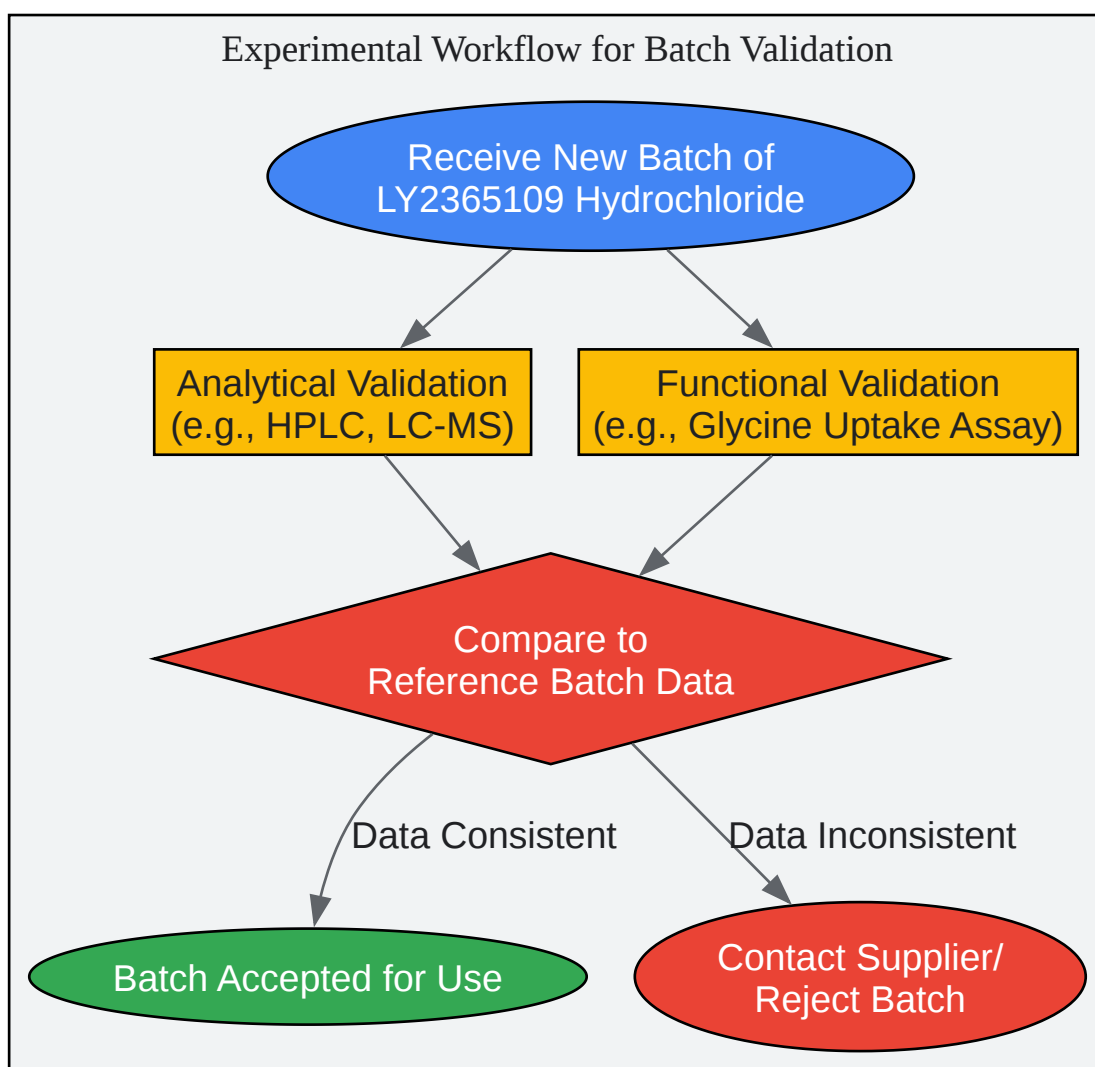 Experimental Workflow for Batch Validation
Receive New Batch of
LY2365109 Hydrochloride
Analytical Validation
(e.g., HPLC, LC-MS)
Functional Validation
(e.g., Glycine Uptake Assay)
Compare to
Reference Batch Data
Data Consistent
Data Inconsistent
Batch Accepted for Use
Contact Supplier/
Reject Batch